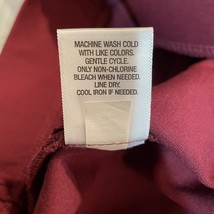 MACHINE WASH COLD
WITH LIKE COLORS.
GENTLE CYCLE.
ONLY NON-CHLORINE
BLEACH WHEN NEEDED.
LINE DRY.
COOL IRON IF NEEDED.